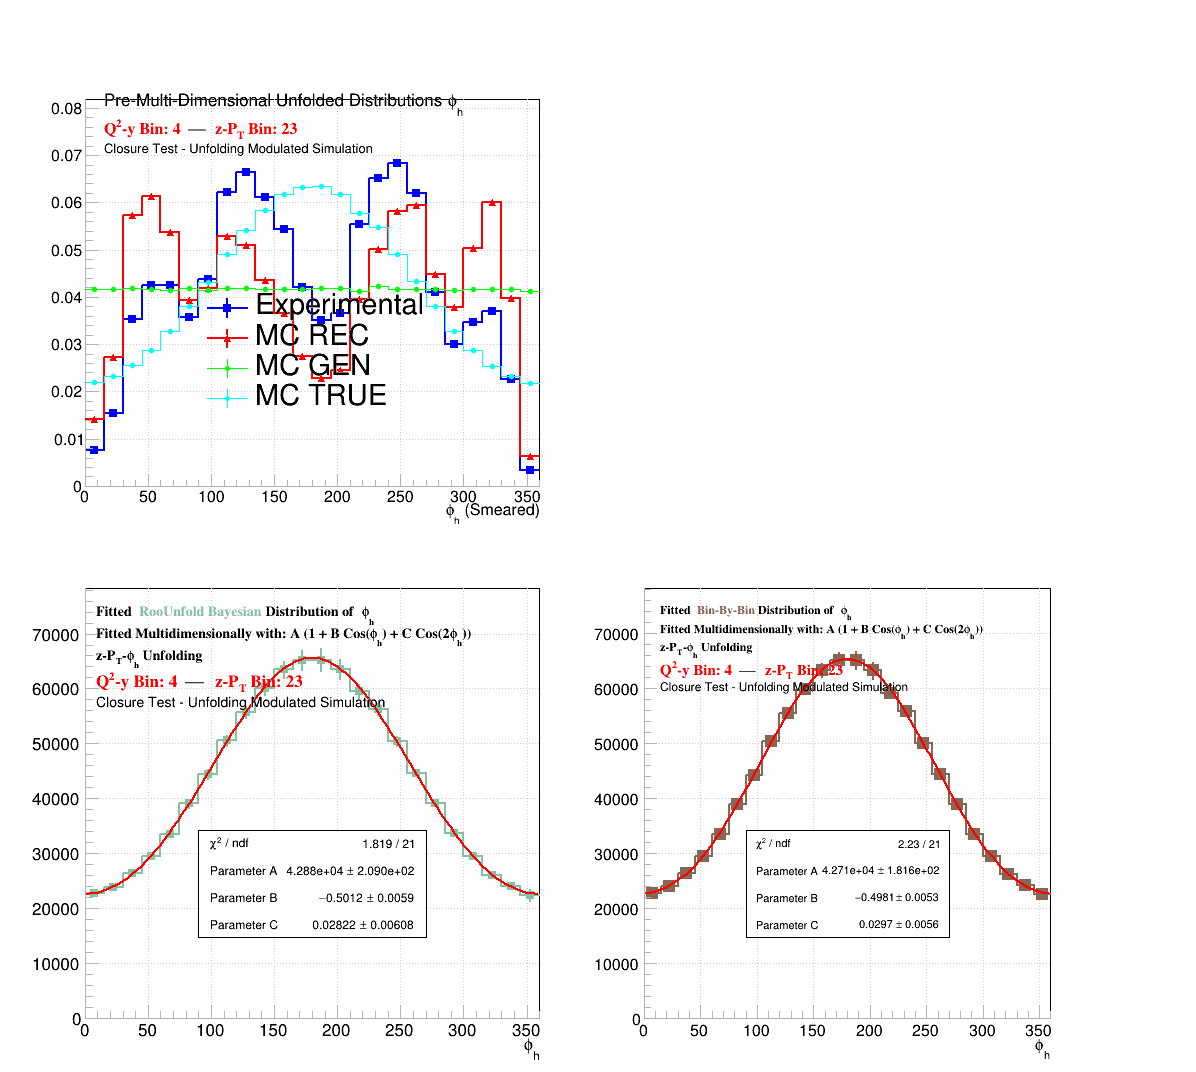 Pre-Multi-Dimensional Unfolded Distributions ϕh
Q2-y Bin: 4 — z-PT Bin: 23
Closure Test - Unfolding Modulated Simulation
0.08
0.07
0.06
0.05
0.04
0.03
0.02
0.01
0
Experimental
MC REC
MC GEN
MC TRUE
0 50 100 150 200 250 300 350
ϕh (Smeared)
Fitted RooUnfold Bayesian Distribution of ϕh
Fitted Multidimensionally with: A (1 + B Cos(ϕh) + C Cos(2ϕh))
z-PT-ϕh Unfolding
Q2-y Bin: 4 — z-PT Bin: 23
Closure Test - Unfolding Modulated Simulation
70000
60000
50000
40000
30000
20000
10000
0
χ2 / ndf 1.819 / 21
Parameter A 4.288e+04 ± 2.090e+02
Parameter B −0.5012 ± 0.0059
Parameter C 0.02822 ± 0.00608
0 50 100 150 200 250 300 350
ϕh
Fitted Bin-By-Bin Distribution of ϕh
Fitted Multidimensionally with: A (1 + B Cos(ϕh) + C Cos(2ϕh))
z-PT-ϕh Unfolding
Q2-y Bin: 4 — z-PT Bin: 23
Closure Test - Unfolding Modulated Simulation
70000
60000
50000
40000
30000
20000
10000
0
χ2 / ndf 2.23 / 21
Parameter A 4.271e+04 ± 1.816e+02
Parameter B −0.4981 ± 0.0053
Parameter C 0.0297 ± 0.0056
0 50 100 150 200 250 300 350
ϕh